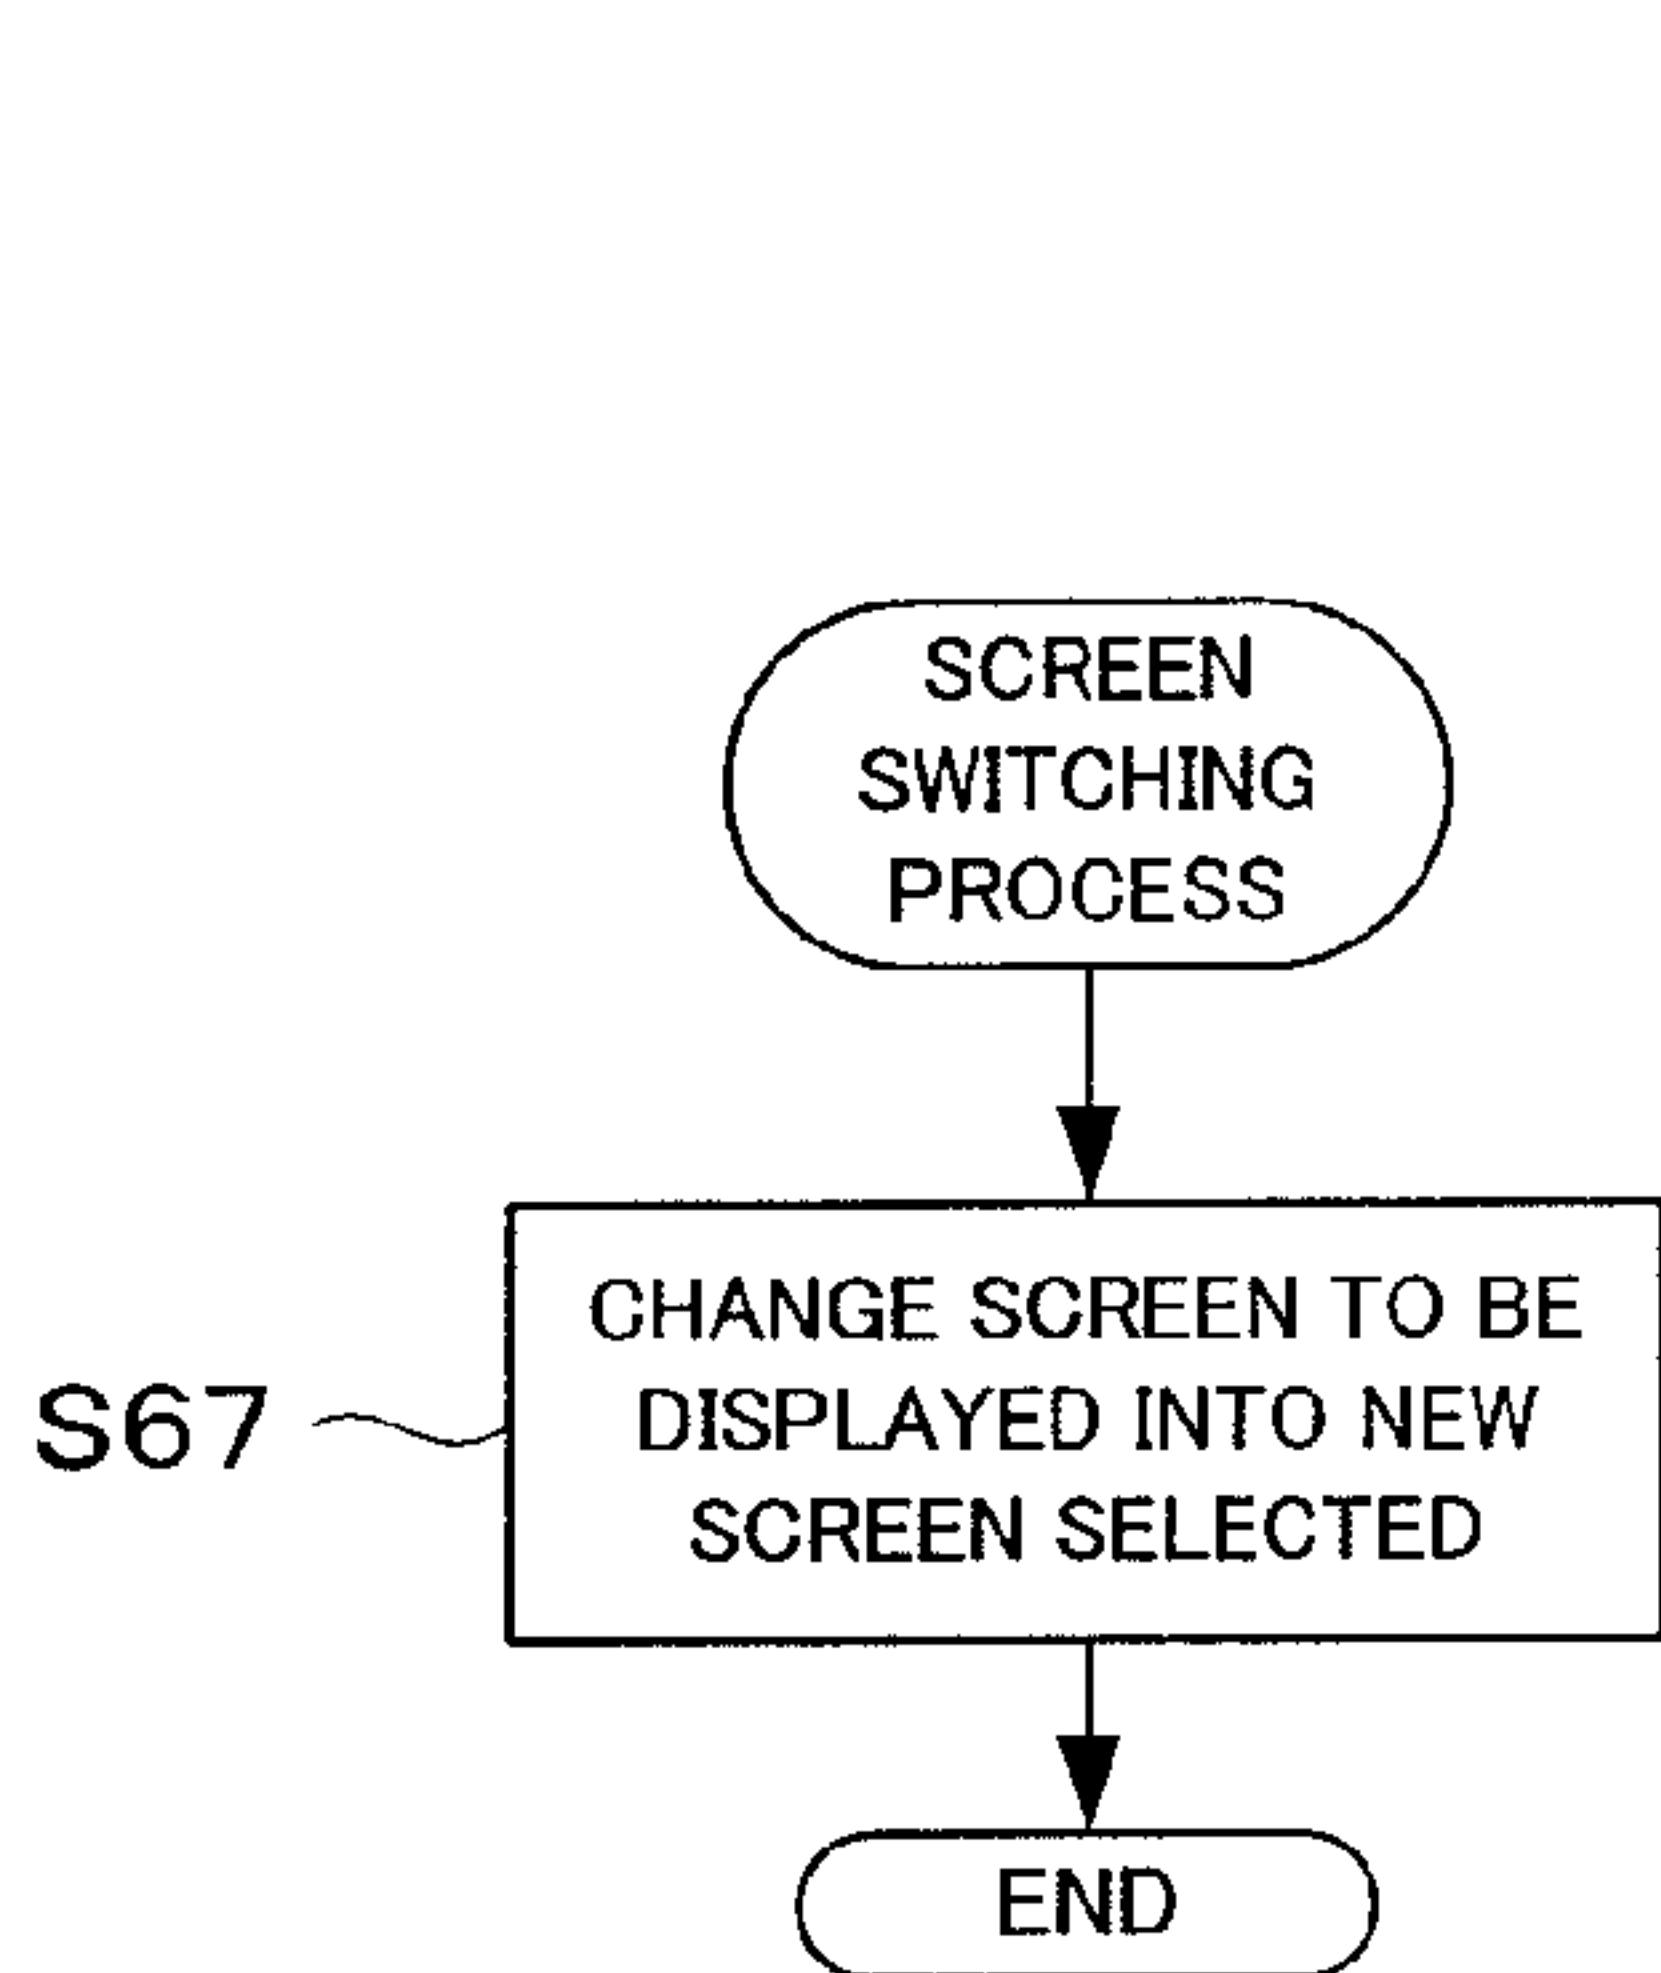 SCREEN
SWITCHING
PROCESS
CHANGE SCREEN TO BE
DISPLAYED INTO NEW
SCREEN SELECTED
S67
END